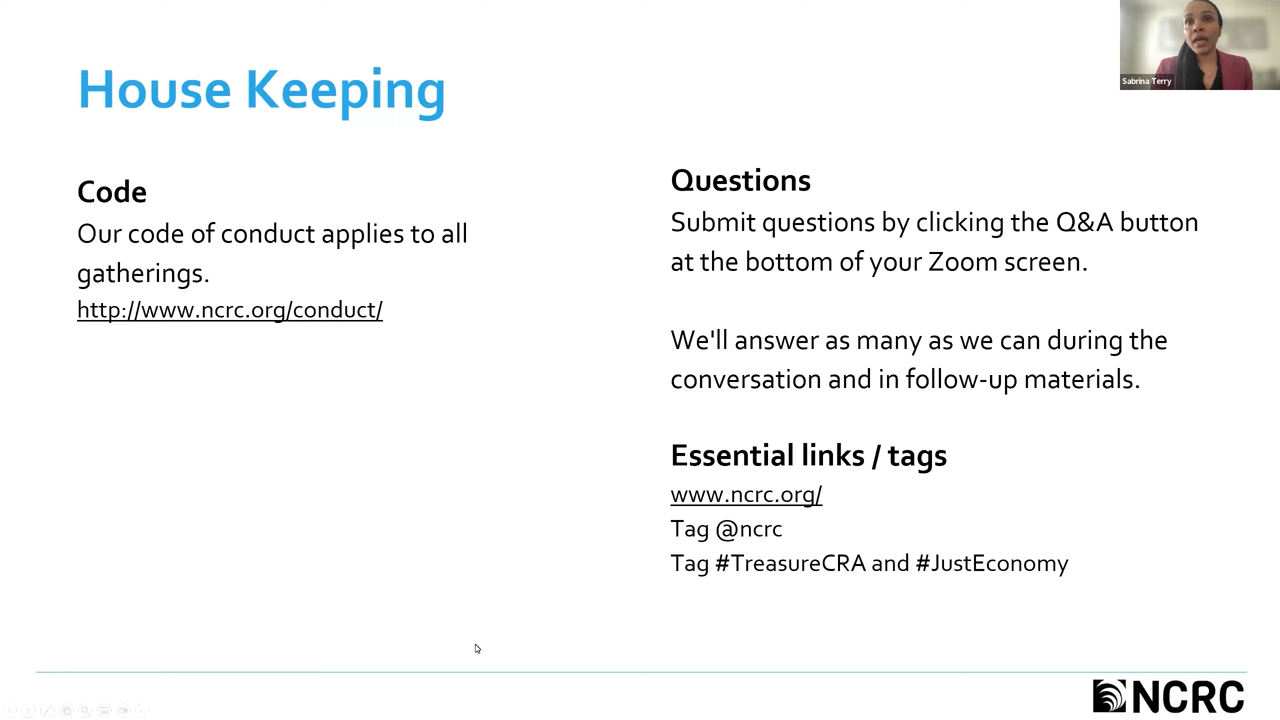 House Keeping
Code
Our code of conduct applies to all
gatherings.
http://www.ncrc.org/conduct/
Questions
Submit questions by clicking the Q&A button
at the bottom of your Zoom screen.
We'll answer as many as we can during the
conversation and in follow-up materials.
Essential links / tags
www.ncrc.org/
Tag @ncrc
Tag #TreasureCRA and #JustEconomy
Sabrina Terry
NCRC